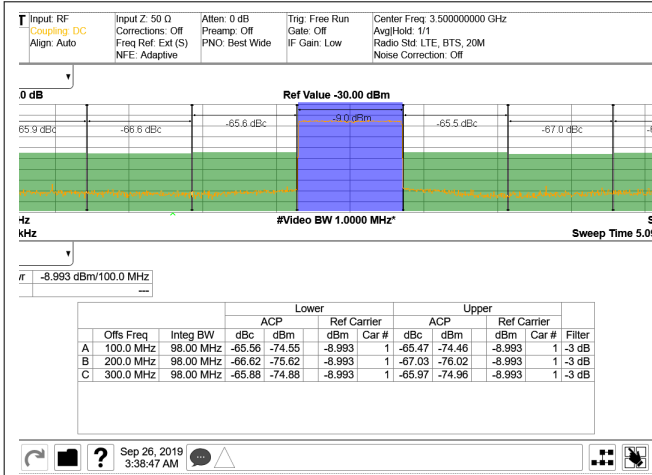 T Input: RF Input Z: 50 Ω Atten: 0 dB Trig: Free Run Center Freq: 3.500000000 GHz
Coupling: DC Corrections: Off Preamp: Off Gate: Off Avg|Hold: 1/1
Align: Auto Freq Ref: Ext (S) PNO: Best Wide IF Gain: Low Radio Std: LTE, BTS, 20M
NFE: Adaptive Noise Correction: Off
.0 dB Ref Value -30.00 dBm
65.9 dBc -66.6 dBc -65.6 dBc -9.0 dBm -65.5 dBc -67.0 dBc
Hz #Video BW 1.0000 MHz* S
kHz Sweep Time 5.09
-8.993 dBm/100.0 MHz
---
Lower Upper
ACP Ref Carrier ACP Ref Carrier
Offs Freq Integ BW dBc dBm dBm Car # dBc dBm dBm Car # Filter
A 100.0 MHz 98.00 MHz -65.56 -74.55 -8.993 1 -65.47 -74.46 -8.993 1 -3 dB
B 200.0 MHz 98.00 MHz -66.62 -75.62 -8.993 1 -67.03 -76.02 -8.993 1 -3 dB
C 300.0 MHz 98.00 MHz -65.88 -74.88 -8.993 1 -65.97 -74.96 -8.993 1 -3 dB
? Sep 26, 2019
3:38:47 AM